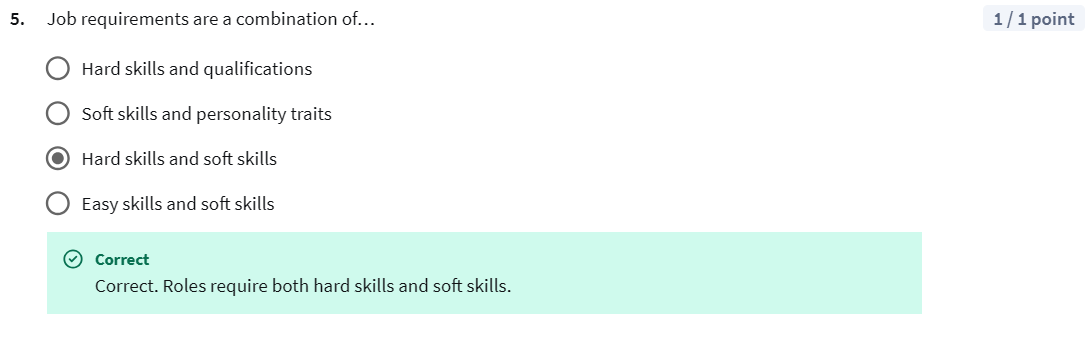 5. Job requirements are a combination of... 1 / 1 point
Hard skills and qualifications
Soft skills and personality traits
Hard skills and soft skills
Easy skills and soft skills
Correct
Correct. Roles require both hard skills and soft skills.